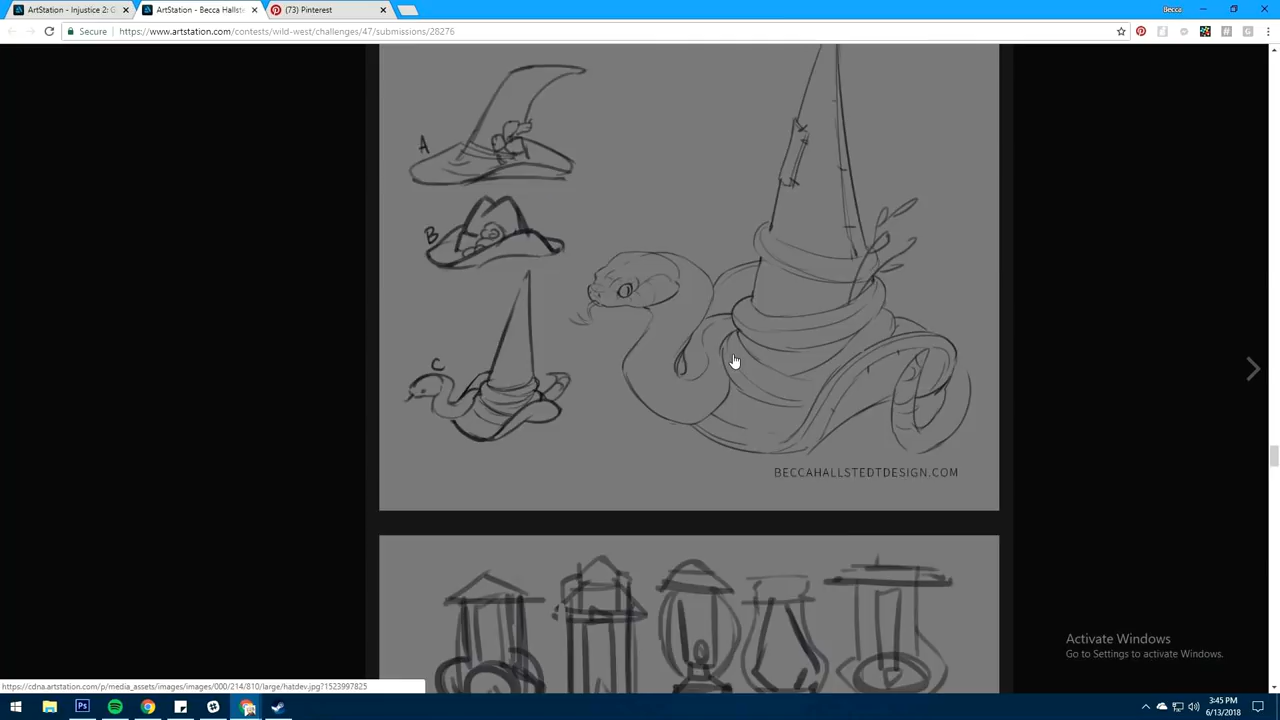 ArtStation - Injustice 2: G
ArtStation - Becca Hallst
(73) Pinterest
Becca
Secure
https://www.artstation.com/contests/wild-west/challenges/47/submissions/28276
A
B
C
BECCAHALLSTEDTDESIGN.COM
Activate Windows
Go to Settings to activate Windows.
https://cdna.artstation.com/p/media_assets/images/images/000/214/810/large/hatdev.jpg?1523997825
Ps
3:45 PM
6/13/2018